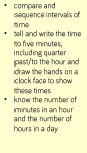 • compare and
sequence intervals of
time
• tell and write the time
to five minutes,
including quarter
past/to the hour and
draw the hands on a
clock face to show
these times
• know the number of
minutes in an hour
and the number of
hours in a day